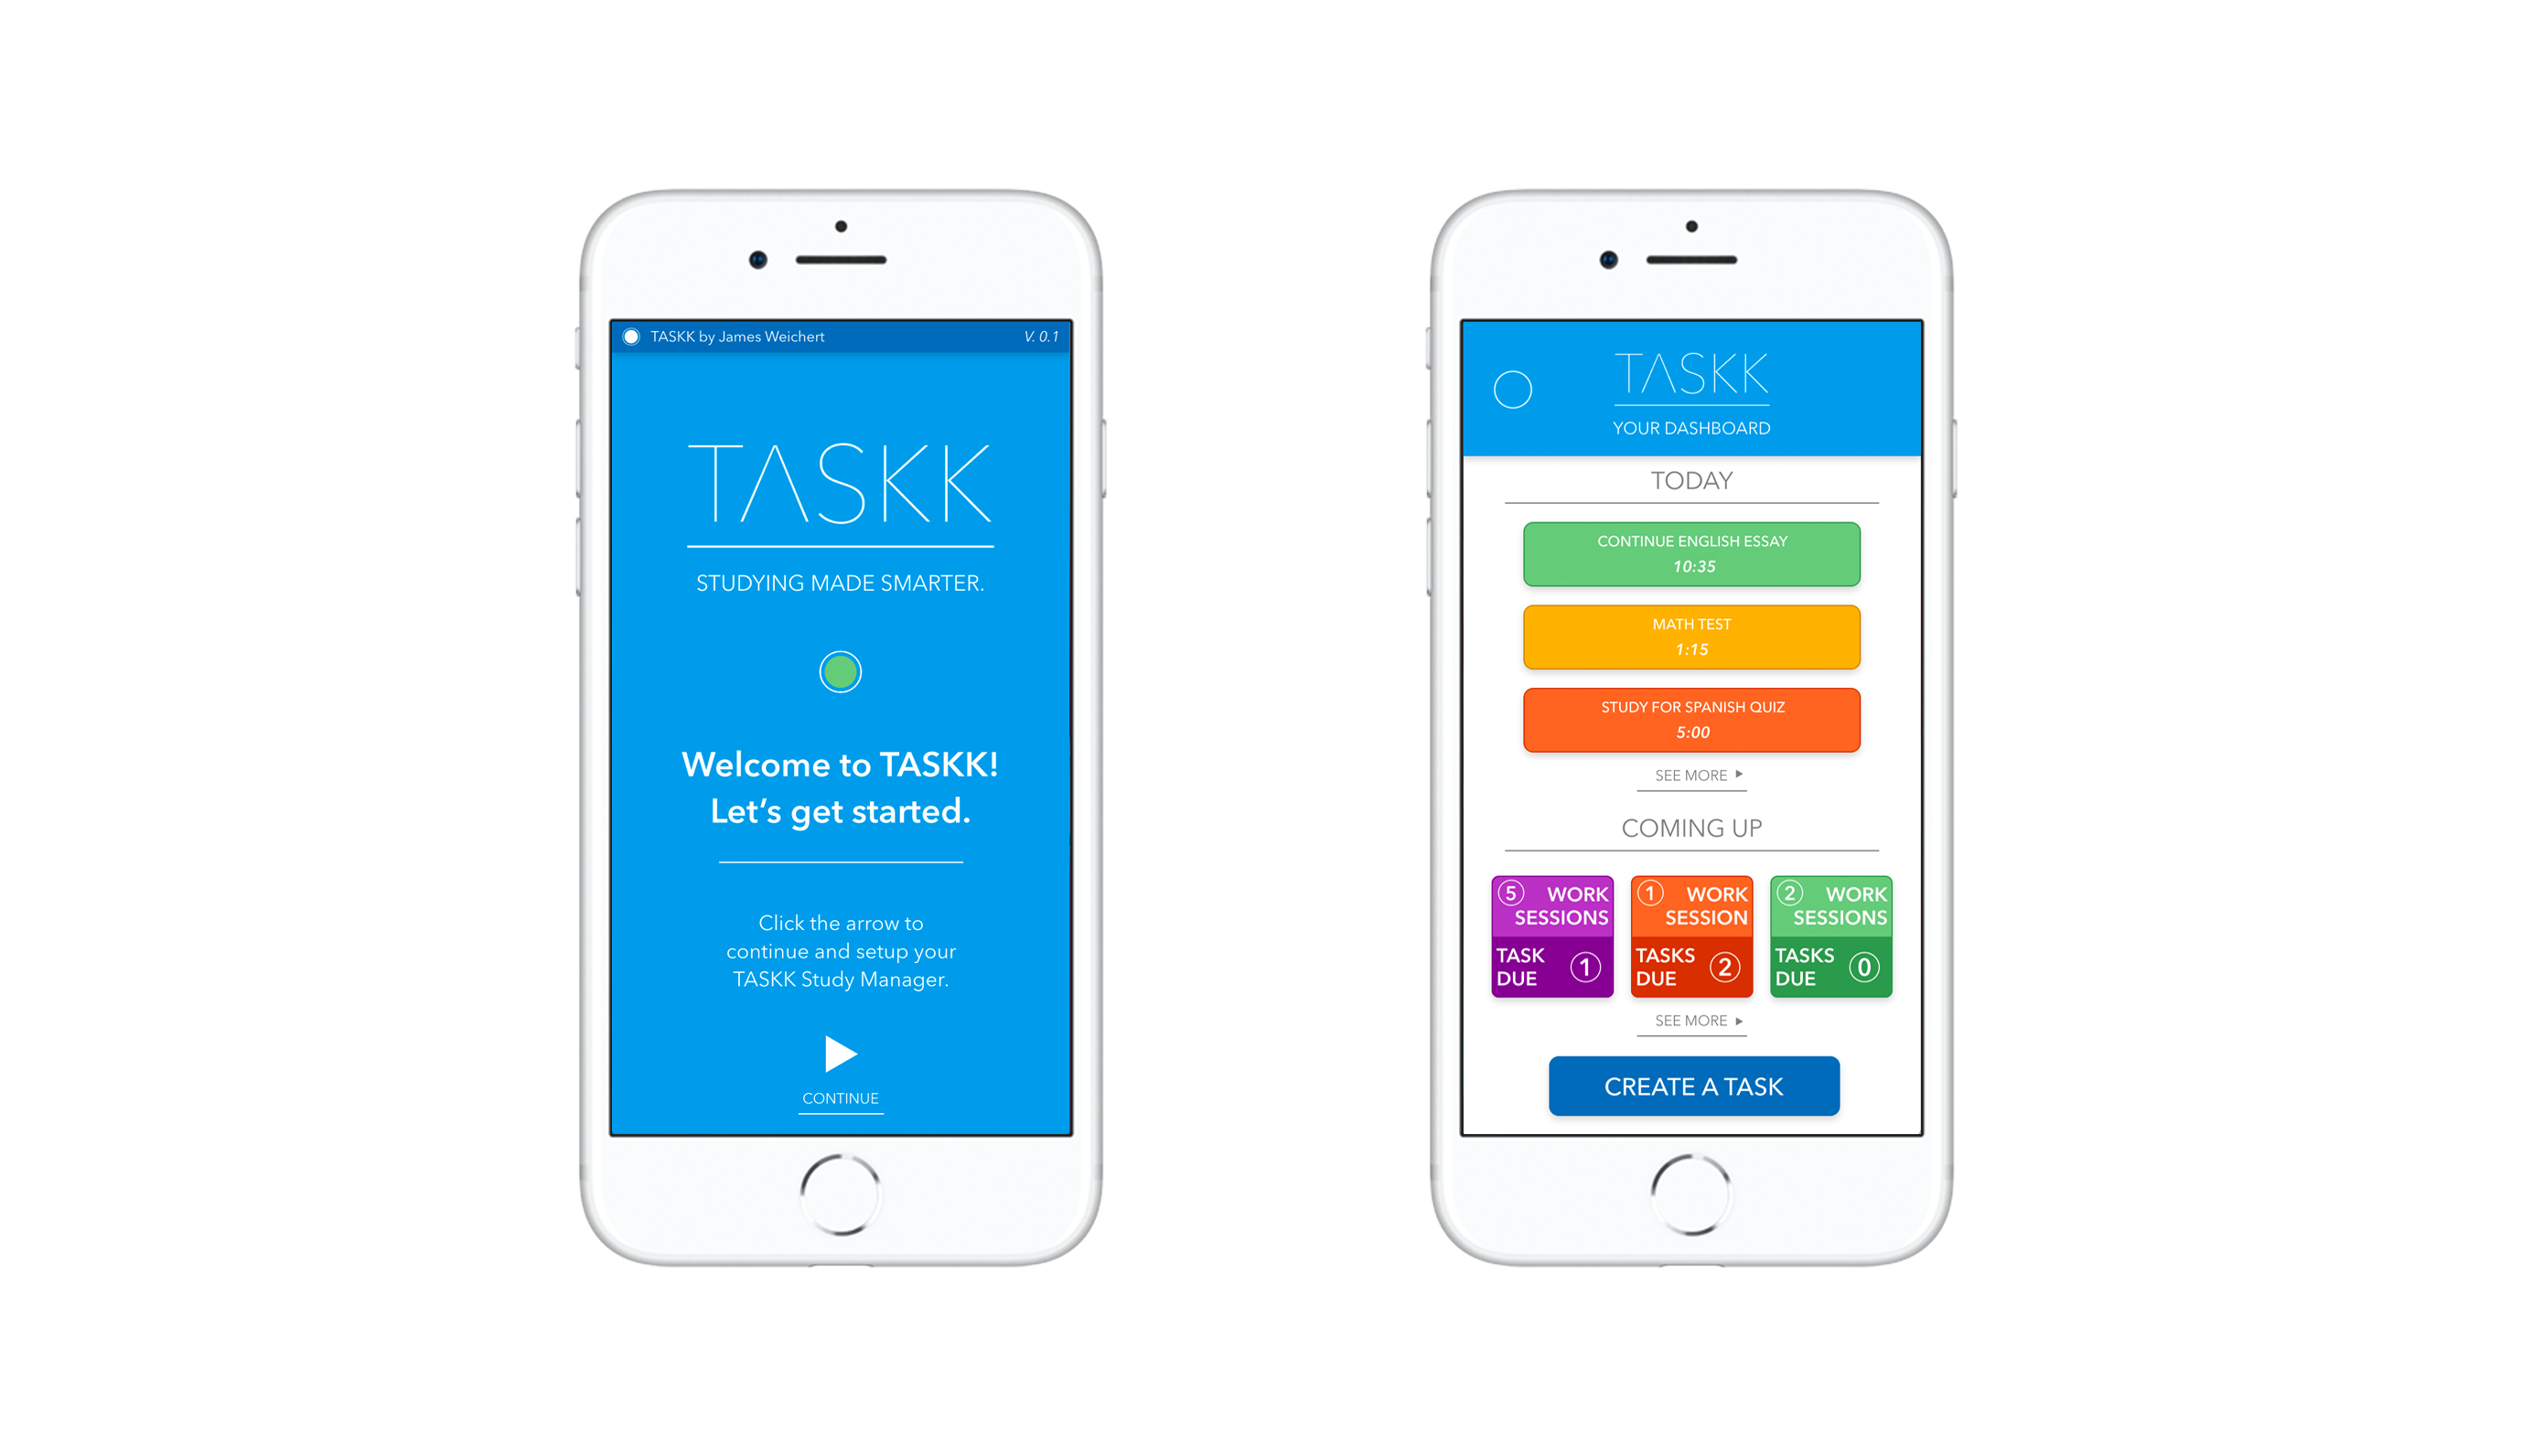 TASKK by James Weichert V. 0.1
TASKK
STUDYING MADE SMARTER.
Welcome to TASKK!
Let's get started.
Click the arrow to
continue and setup your
TASKK Study Manager.
CONTINUE
TASKK
YOUR DASHBOARD
TODAY
CONTINUE ENGLISH ESSAY
10:35
MATH TEST
1:15
STUDY FOR SPANISH QUIZ
5:00
SEE MORE
COMING UP
5 WORK
SESSIONS
TASK
DUE 1
1 WORK
SESSION
TASKS
DUE 2
2 WORK
SESSIONS
TASKS
DUE 0
SEE MORE
CREATE A TASK